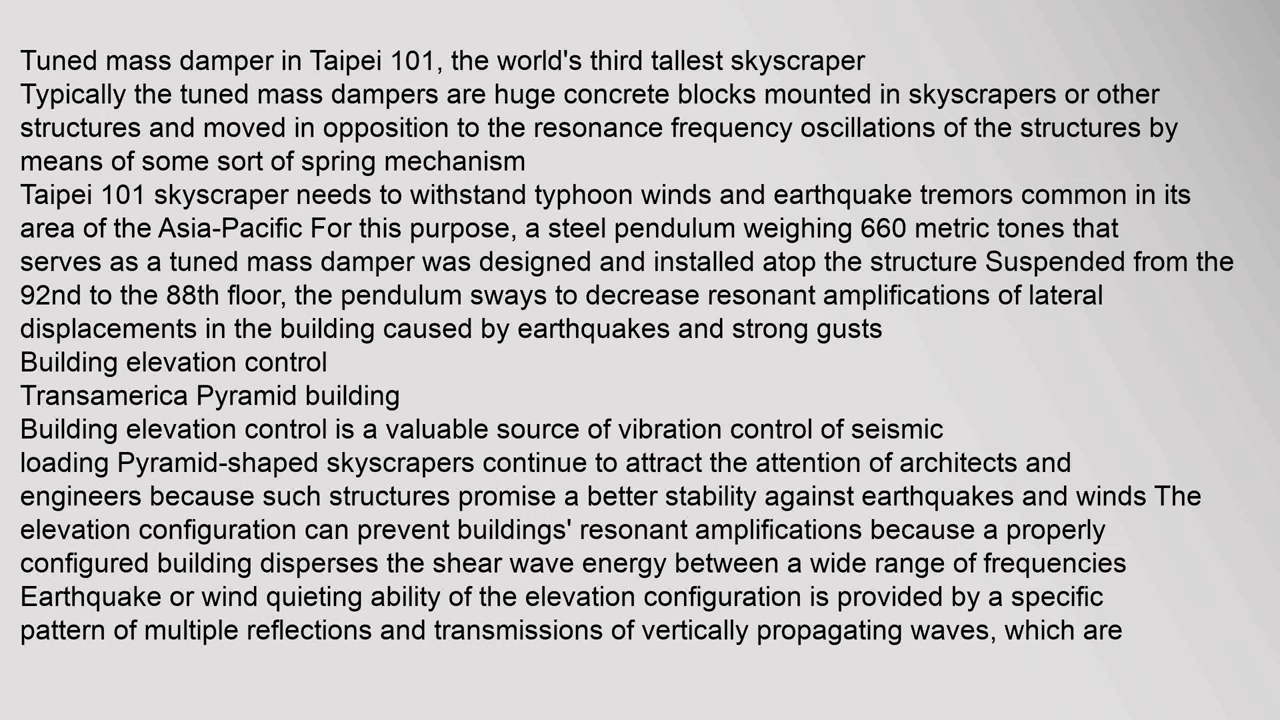 Tuned mass damper in Taipei 101, the world's third tallest skyscraper
Typically the tuned mass dampers are huge concrete blocks mounted in skyscrapers or other
structures and moved in opposition to the resonance frequency oscillations of the structures by
means of some sort of spring mechanism
Taipei 101 skyscraper needs to withstand typhoon winds and earthquake tremors common in its
area of the Asia-Pacific For this purpose, a steel pendulum weighing 660 metric tones that
serves as a tuned mass damper was designed and installed atop the structure Suspended from the
92nd to the 88th floor, the pendulum sways to decrease resonant amplifications of lateral
displacements in the building caused by earthquakes and strong gusts
Building elevation control
Transamerica Pyramid building
Building elevation control is a valuable source of vibration control of seismic
loading Pyramid-shaped skyscrapers continue to attract the attention of architects and
engineers because such structures promise a better stability against earthquakes and winds The
elevation configuration can prevent buildings' resonant amplifications because a properly
configured building disperses the shear wave energy between a wide range of frequencies
Earthquake or wind quieting ability of the elevation configuration is provided by a specific
pattern of multiple reflections and transmissions of vertically propagating waves, which are